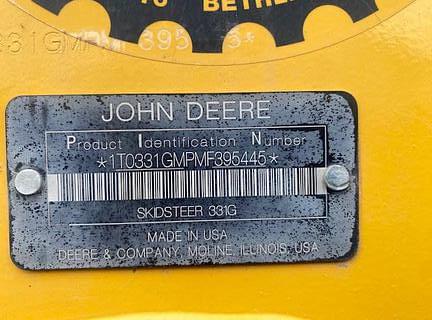 JOHN DEERE
Product Identification Number
*1T0331GMPMF395445*
SKIDSTEER 331G
MADE IN USA
DEERE & COMPANY, MOLINE, ILLINOIS, USA